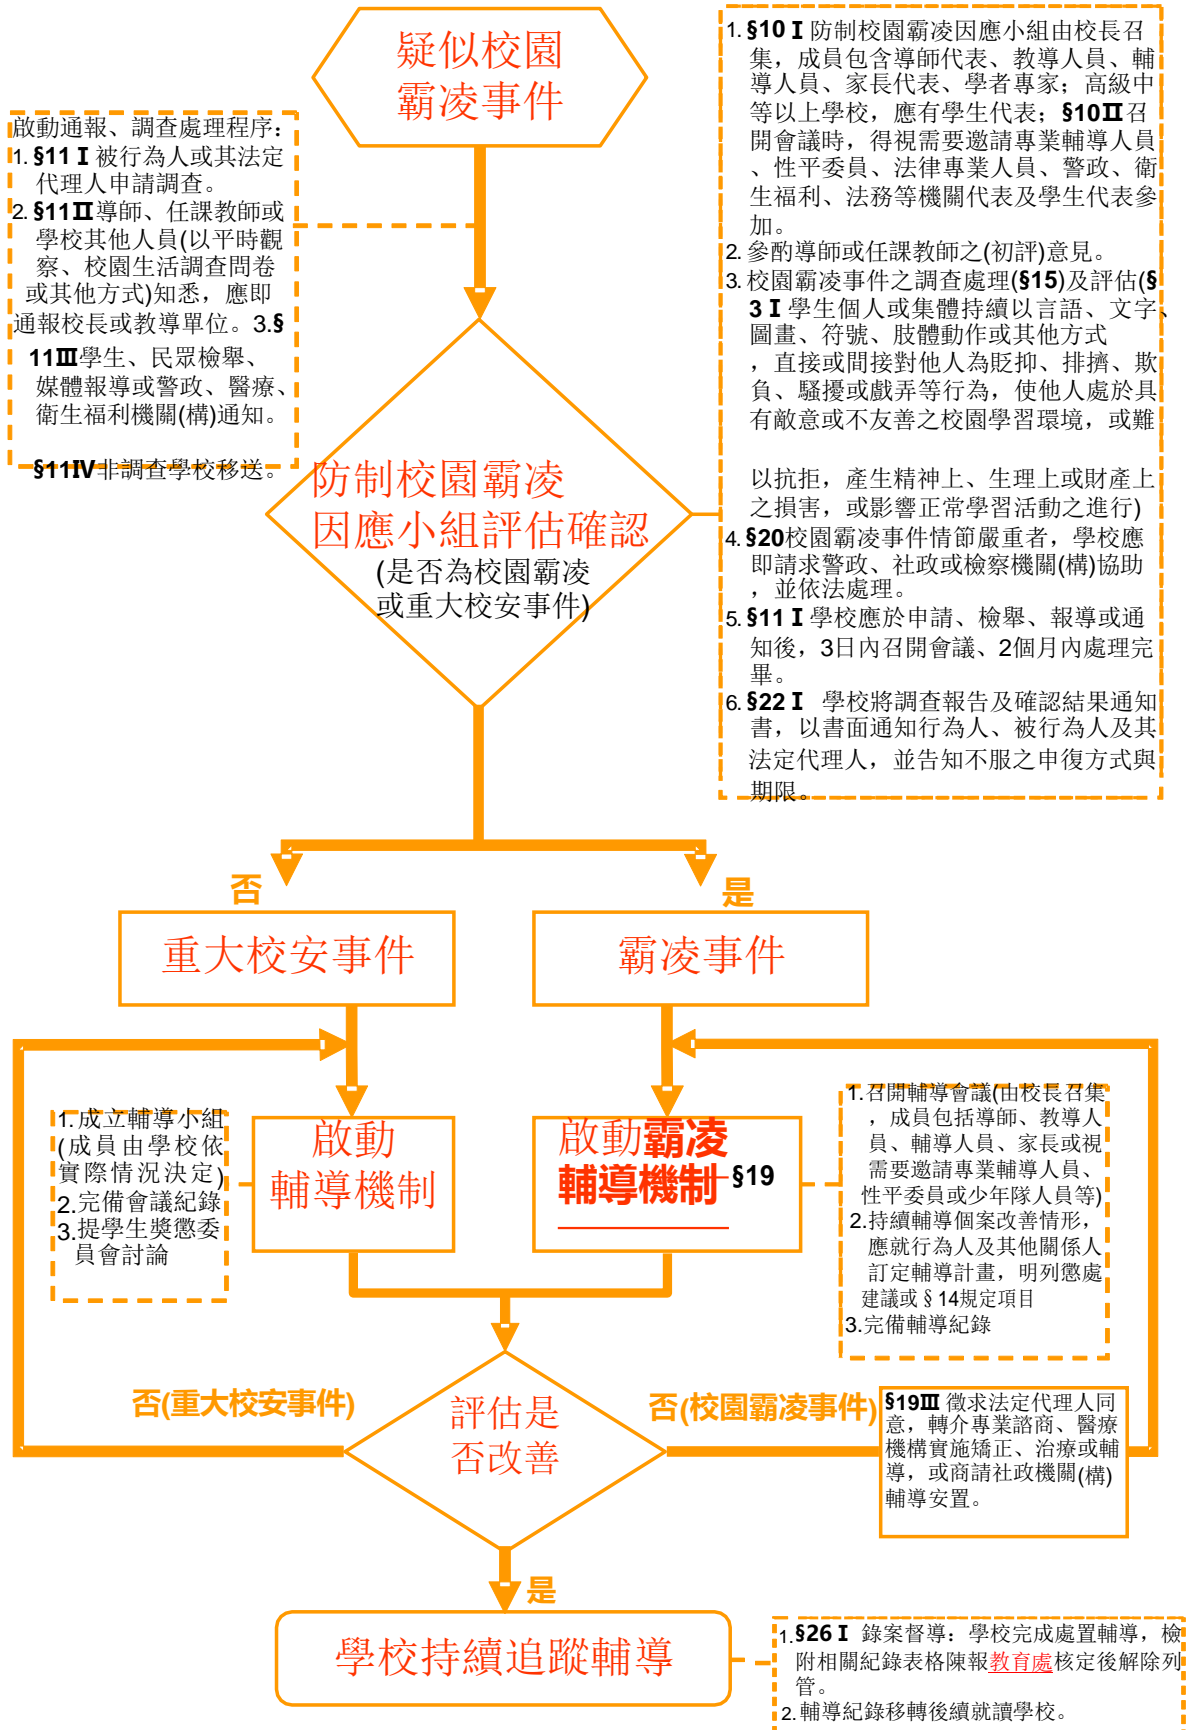 疑似校園
霸凌事件
啟動通報、調查處理程序:
1. §11 I 被行為人或其法定
代理人申請調查。
2. §11II導師、任課教師或
學校其他人員(以平時觀
察、校園生活調查問卷
或其他方式)知悉，應即
通報校長或教導單位。3.§
11III學生、民眾檢舉、
媒體報導或警政、醫療、
衛生福利機關(構)通知。
§11IV非調查學校移送。
1. §10 I 防制校園霸凌因應小組由校長召
集，成員包含導師代表、教導人員、輔
導人員、家長代表、學者專家；高級中
等以上學校，應有學生代表；§10II召
開會議時，得視需要邀請專業輔導人員
、性平委員、法律專業人員、警政、衛
生福利、法務等機關代表及學生代表參
加。
2. 參酌導師或任課教師之(初評)意見。
3. 校園霸凌事件之調查處理(§15)及評估(§
3 I 學生個人或集體持續以言語、文字、
圖畫、符號、肢體動作或其他方式
，直接或間接對他人為貶抑、排擠、欺
負、騷擾或戲弄等行為，使他人處於具
有敵意或不友善之校園學習環境，或難
以抗拒，產生精神上、生理上或財產上
之損害，或影響正常學習活動之進行)
4. §20校園霸凌事件情節嚴重者，學校應
即請求警政、社政或檢察機關(構)協助
，並依法處理。
5. §11 I 學校應於申請、檢舉、報導或通
知後，3日內召開會議、2個月內處理完
畢。
6. §22 I 學校將調查報告及確認結果通知
書，以書面通知行為人、被行為人及其
法定代理人，並告知不服之申復方式與
期限。
防制校園霸凌
因應小組評估確認
(是否為校園霸凌
或重大校安事件)
否
是
重大校安事件
霸凌事件
1.成立輔導小組
(成員由學校依
實際情況決定)
2.完備會議紀錄
3.提學生獎懲委
員會討論
啟動
輔導機制
啟動霸凌
輔導機制 §19
1.召開輔導會議(由校長召集
，成員包括導師、教導人
員、輔導人員、家長或視
需要邀請專業輔導人員、
性平委員或少年隊人員等)
2.持續輔導個案改善情形，
應就行為人及其他關係人
訂定輔導計畫，明列懲處
建議或§14規定項目
3.完備輔導紀錄
否(重大校安事件)
評估是
否改善
否(校園霸凌事件)
§19III 徵求法定代理人同
意，轉介專業諮商、醫療
機構實施矯正、治療或輔
導，或商請社政機關(構)
輔導安置。
是
學校持續追蹤輔導
1. §26 I 錄案督導：學校完成處置輔導，檢
附相關紀錄表格陳報教育處核定後解除列
管。
2. 輔導紀錄移轉後續就讀學校。